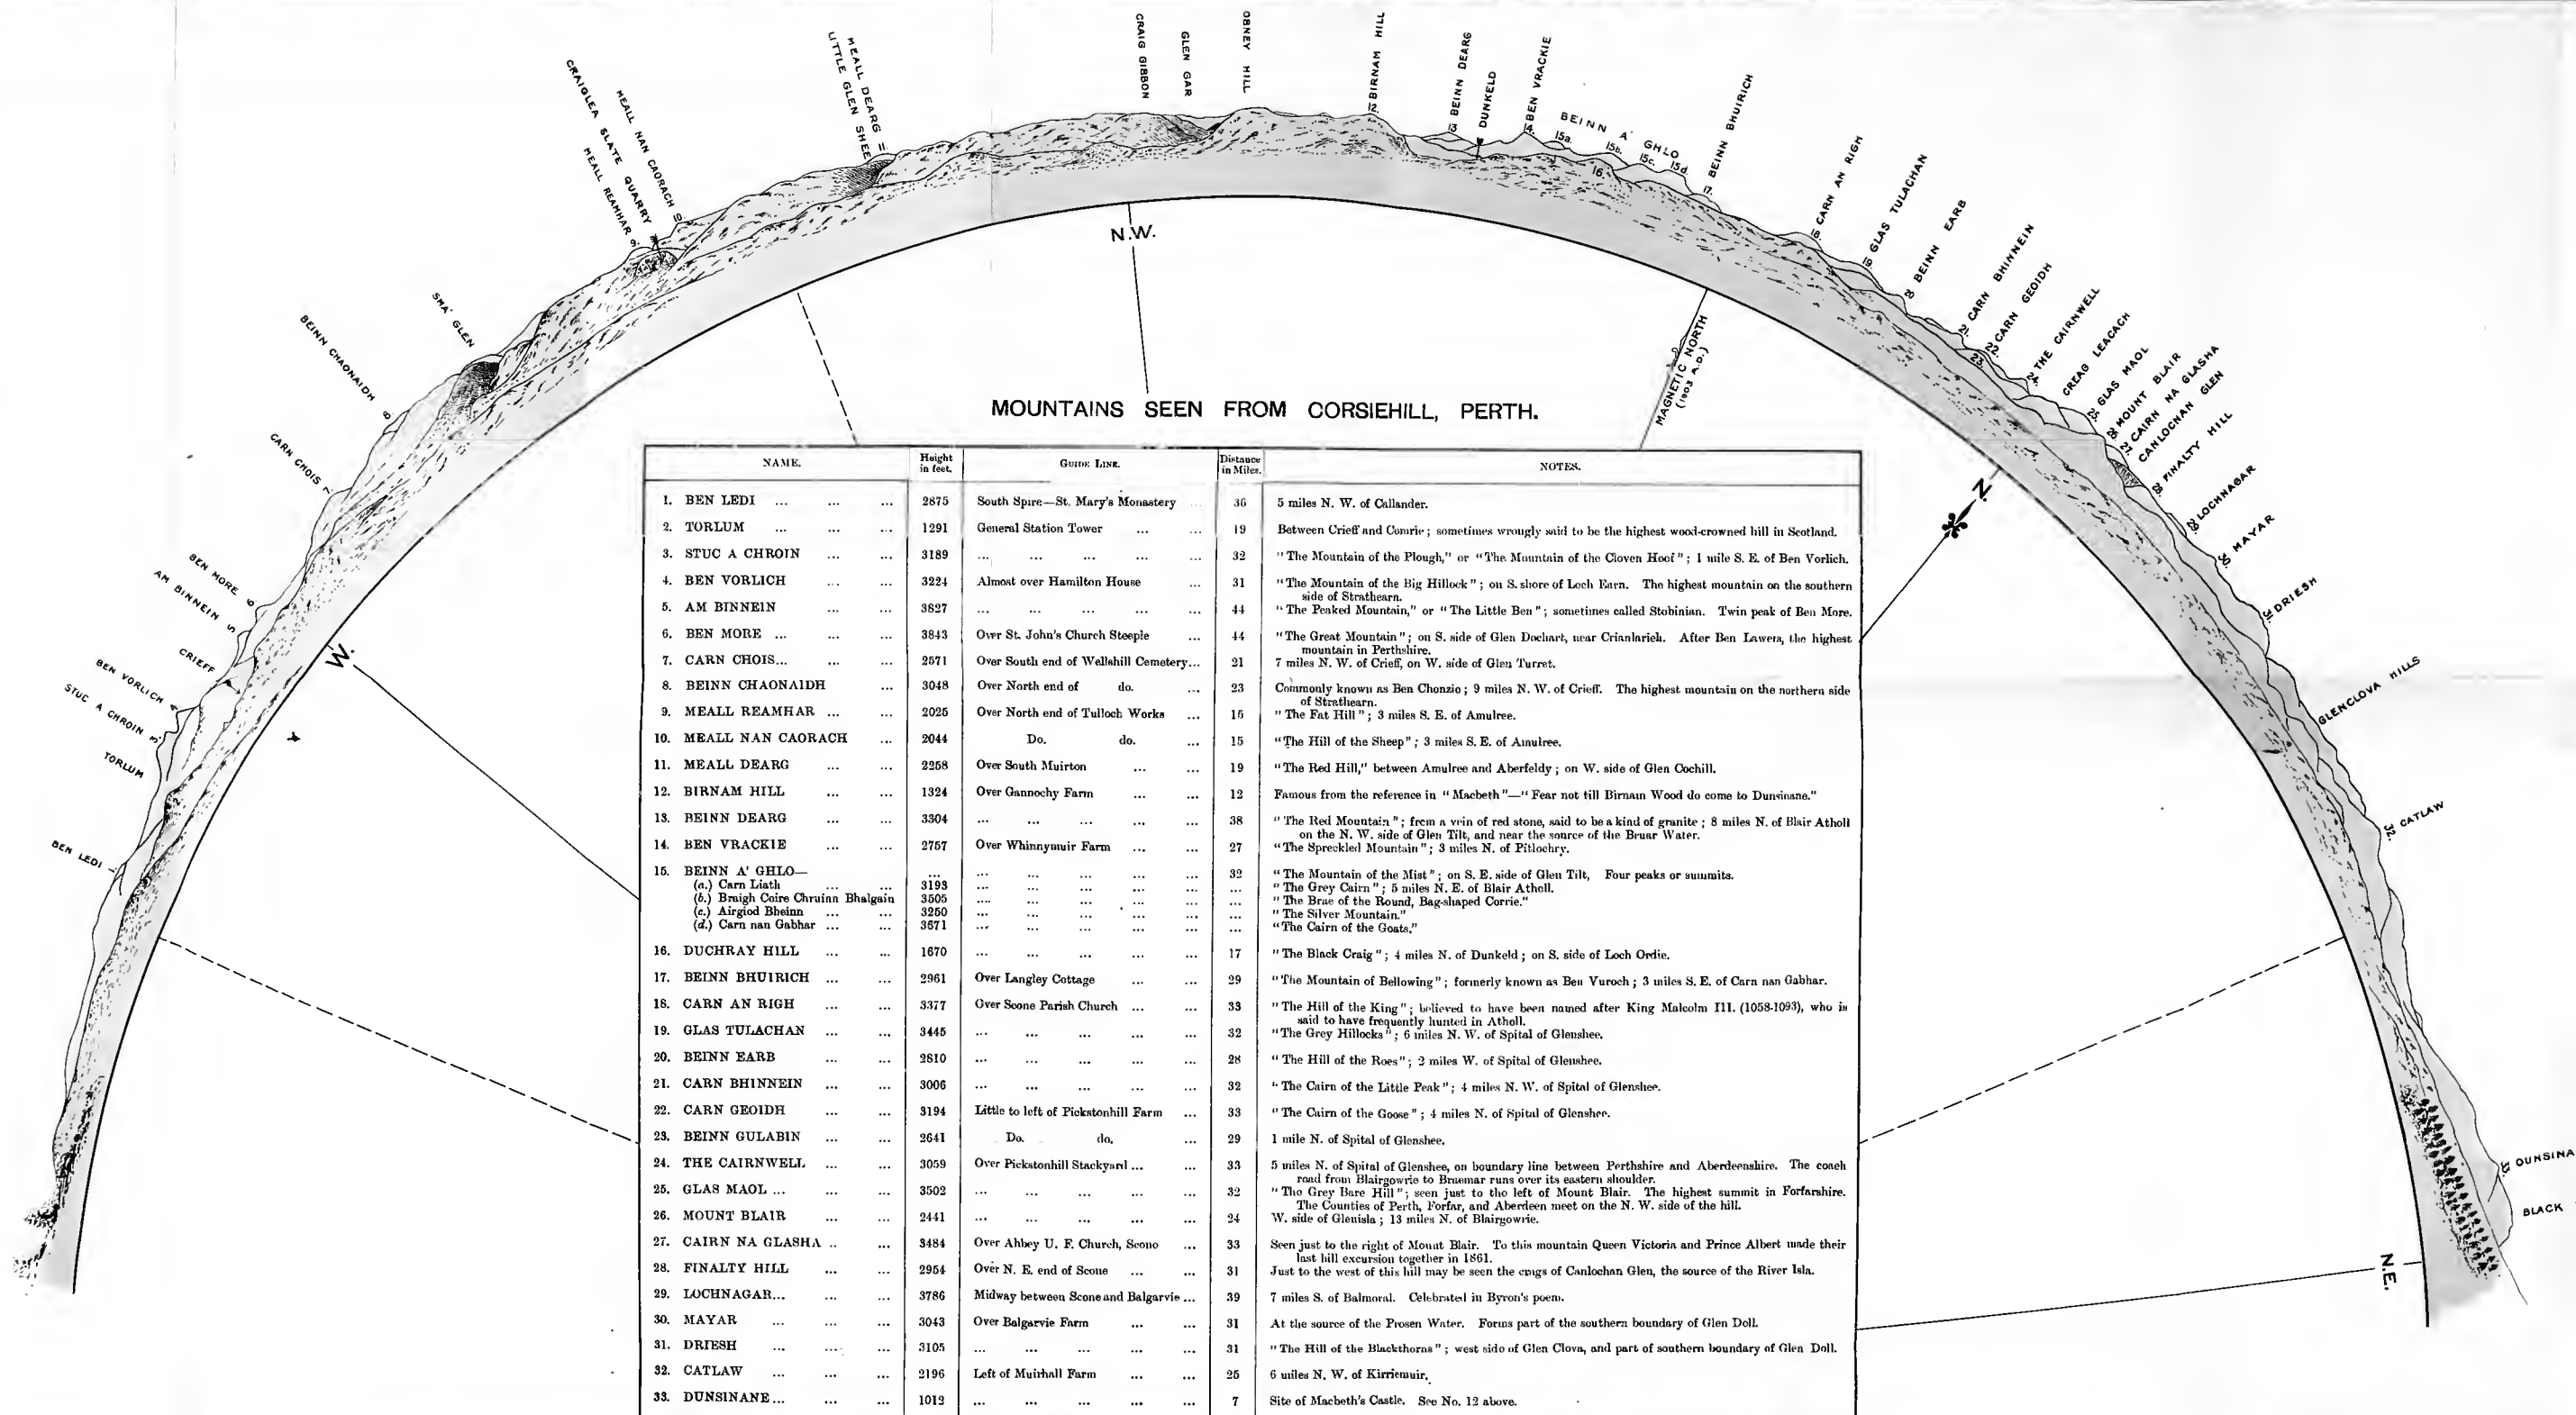 CRAIG GIBBON
GLEN GAR
OBNEY HILL
12. BIRNAM HILL
13 BEINN DEARG
DUNKELD
14. BEN VRACKIE
BEINN A' GHLO
15a. 15b. 15c. 15d
16.
17. BEINN BHUIRICH
18. CARN AN RIGH
19 GLAS TULACHAN
20 BEINN EARB
21. CARN BHINNEIN
22 CARN GEOIDH
23.
24. THE CAIRNWELL
CREAG LEACACH
25. GLAS MAOL
26 MOUNT BLAIR
27. CAIRN NA GLASHA
CANLOCHAN GLEN
28 FINALTY HILL
29 LOCHNAGAR
30. MAYAR
31 DRIESH
GLENCLOVA HILLS
32. CATLAW
33 DUNSINA
BLACK
MEALL DEARG 11.
LITTLE GLEN SHEE
MEALL NAN CAORACH 10.
CRAIGLEA SLATE QUARRY
MEALL REAMHAR 9.
SMA' GLEN
BEINN CHAONAIDH 8
CARN CHOIS 7.
BEN MORE 6.
AM BINNEIN 5
CRIEFF
BEN VORLICH 4
STUC A CHROIN 3.
TORLUM
BEN LEDI 1
W.
N.W.
MAGNETIC NORTH
(1903 A.D.)
N.
N.E.
MOUNTAINS SEEN FROM CORSIEHILL, PERTH.
NAME. Height in feet. GUIDE LINE. Distance in Miles. NOTES.
1. BEN LEDI ... ... ... 2875 South Spire—St. Mary's Monastery ... 36 5 miles N. W. of Callander.
2. TORLUM ... ... ... 1291 General Station Tower ... ... 19 Between Crieff and Comrie; sometimes wrongly said to be the highest wood-crowned hill in Scotland.
3. STUC A CHROIN ... ... 3189 ... ... ... ... ... 32 "The Mountain of the Plough," or "The Mountain of the Cloven Hoof"; 1 mile S. E. of Ben Vorlich.
4. BEN VORLICH ... ... 3224 Almost over Hamilton House ... 31 "The Mountain of the Big Hillock"; on S. shore of Loch Earn. The highest mountain on the southern
side of Strathearn.
5. AM BINNEIN ... ... 3827 ... ... ... ... ... 44 "The Peaked Mountain," or "The Little Ben"; sometimes called Stobinian. Twin peak of Ben More.
6. BEN MORE ... ... 3843 Over St. John's Church Steeple ... 44 "The Great Mountain"; on S. side of Glen Dochart, near Crianlarich. After Ben Lawers, the highest
mountain in Perthshire.
7. CARN CHOIS... ... 2571 Over South end of Wellshill Cemetery... 21 7 miles N. W. of Crieff, on W. side of Glen Turret.
8. BEINN CHAONAIDH ... 3048 Over North end of do. ... 23 Commonly known as Ben Chonzio; 9 miles N. W. of Crieff. The highest mountain on the northern side
of Strathearn.
9. MEALL REAMHAR ... ... 2025 Over North end of Tulloch Works ... 15 "The Fat Hill"; 3 miles S. E. of Amulree.
10. MEALL NAN CAORACH ... 2044 Do. do. ... 15 "The Hill of the Sheep"; 3 miles S. E. of Amulree.
11. MEALL DEARG ... ... 2258 Over South Muirton ... ... 19 "The Red Hill," between Amulree and Aberfeldy; on W. side of Glen Cochill.
12. BIRNAM HILL ... ... 1324 Over Gannochy Farm ... ... 12 Famous from the reference in "Macbeth"—"Fear not till Birnam Wood do come to Dunsinane."
13. BEINN DEARG ... ... 3304 ... ... ... ... ... 38 "The Red Mountain"; from a vein of red stone, said to be a kind of granite; 8 miles N. of Blair Atholl
on the N. W. side of Glen Tilt, and near the source of the Bruar Water.
14. BEN VRACKIE ... ... 2757 Over Whinnymuir Farm ... ... 27 "The Spreckled Mountain"; 3 miles N. of Pitlochry.
15. BEINN A' GHLO— ... ... ... ... ... ... 32 "The Mountain of the Mist"; on S. E. side of Glen Tilt, Four peaks or summits.
(a.) Carn Liath ... ... 3193 ... ... ... ... ... ... "The Grey Cairn"; 5 miles N. E. of Blair Atholl.
(b.) Braigh Coire Chruinn Bhalgain 3505 ... ... ... ... ... ... "The Brae of the Round, Bag-shaped Corrie."
(c.) Airgiod Bheinn ... ... 3250 ... ... ... ... ... ... "The Silver Mountain."
(d.) Carn nan Gabhar ... ... 3671 ... ... ... ... ... ... "The Cairn of the Goats."
16. DUCHRAY HILL ... ... 1670 ... ... ... ... ... 17 "The Black Craig"; 4 miles N. of Dunkeld; on S. side of Loch Ordie.
17. BEINN BHUIRICH ... ... 2961 Over Langley Cottage ... ... 29 "The Mountain of Bellowing"; formerly known as Ben Vuroch; 3 miles S. E. of Carn nan Gabhar.
18. CARN AN RIGH ... ... 3377 Over Scone Parish Church ... ... 33 "The Hill of the King"; believed to have been named after King Malcolm III. (1058-1093), who is
said to have frequently hunted in Atholl.
19. GLAS TULACHAN ... ... 3445 ... ... ... ... ... 32 "The Grey Hillocks"; 6 miles N. W. of Spital of Glenshee.
20. BEINN EARB ... ... 2610 ... ... ... ... ... 28 "The Hill of the Roes"; 2 miles W. of Spital of Glenshee.
21. CARN BHINNEIN ... ... 3006 ... ... ... ... ... 32 "The Cairn of the Little Peak"; 4 miles N. W. of Spital of Glenshee.
22. CARN GEOIDH ... ... 3194 Little to left of Pickstonhill Farm ... 33 "The Cairn of the Goose"; 4 miles N. of Spital of Glenshee.
23. BEINN GULABIN ... ... 2641 Do. do. ... 29 1 mile N. of Spital of Glenshee.
24. THE CAIRNWELL ... ... 3059 Over Pickstonhill Stackyard ... ... 33 5 miles N. of Spital of Glenshee, on boundary line between Perthshire and Aberdeenshire. The coach
road from Blairgowrie to Braemar runs over its eastern shoulder.
25. GLAS MAOL ... ... 3502 ... ... ... ... ... 32 "The Grey Bare Hill"; seen just to the left of Mount Blair. The highest summit in Forfarshire.
The Counties of Perth, Forfar, and Aberdeen meet on the N. W. side of the hill.
26. MOUNT BLAIR ... ... 2441 ... ... ... ... ... 24 W. side of Glenisla; 13 miles N. of Blairgowrie.
27. CAIRN NA GLASHA .. ... 3484 Over Abbey U. F. Church, Scone ... 33 Seen just to the right of Mount Blair. To this mountain Queen Victoria and Prince Albert made their
last hill excursion together in 1861.
28. FINALTY HILL ... ... 2954 Over N. E. end of Scone ... ... 31 Just to the west of this hill may be seen the crags of Canlochan Glen, the source of the River Isla.
29. LOCHNAGAR... ... 3786 Midway between Scone and Balgarvie ... 39 7 miles S. of Balmoral. Celebrated in Byron's poem.
30. MAYAR ... ... ... 3043 Over Balgarvie Farm ... ... 31 At the source of the Prosen Water. Forms part of the southern boundary of Glen Doll.
31. DRIESH ... ... ... 3105 ... ... ... ... ... 31 "The Hill of the Blackthorns"; west side of Glen Clova, and part of southern boundary of Glen Doll.
32. CATLAW ... ... ... 2196 Left of Muirhall Farm ... ... 25 6 miles N. W. of Kirriemuir.
33. DUNSINANE ... ... ... 1012 ... ... ... ... ... 7 Site of Macbeth's Castle. See No. 12 above.